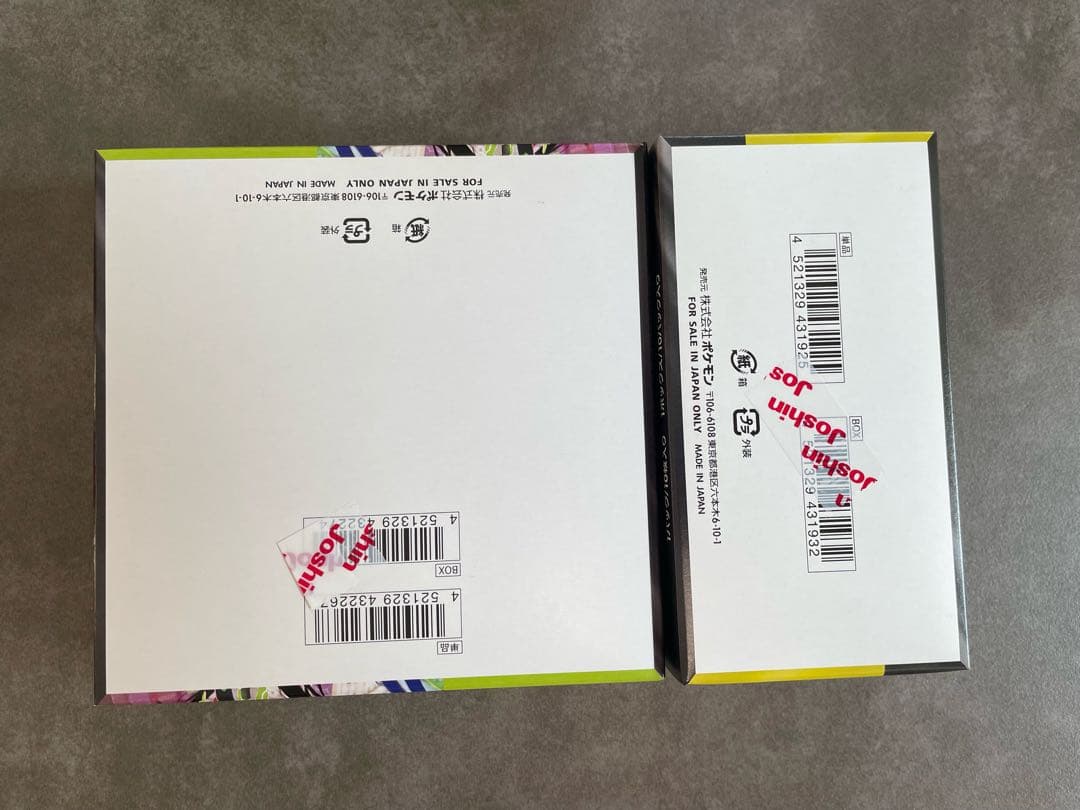 発売元 株式会社ポケモン 〒106-6108 東京都港区六本木6-10-1
FOR SALE IN JAPAN ONLY MADE IN JAPAN
紙 箱 プラ 外装
単品
4 521329 432267
BOX
4 521329 432274
shin
Joshin
発売元 株式会社ポケモン 〒106-6108 東京都港区六本木6-10-1
FOR SALE IN JAPAN ONLY MADE IN JAPAN
紙 箱 プラ 外装
単品
4 521329 431925
BOX
521329 431932
Jos
Joshin
Joshin